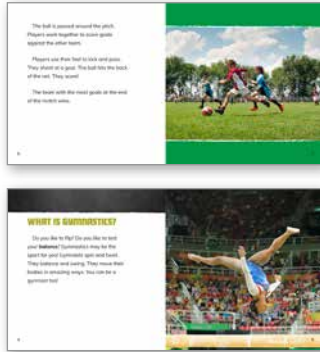 The ball is passed around the pitch.
Players work together to score goals
against the other team.
Players use their feet to kick and pass.
They shoot at a goal. The ball hits the back
of the net. They score!
The team with the most goals at the end
of the match wins.
WHAT IS GYMNASTICS?
Do you like to flip? Do you like to test
your balance? Gymnastics may be the
sport for you! Gymnasts spin and twist.
They balance and swing. They move their
bodies in amazing ways. You can be a
gymnast too!